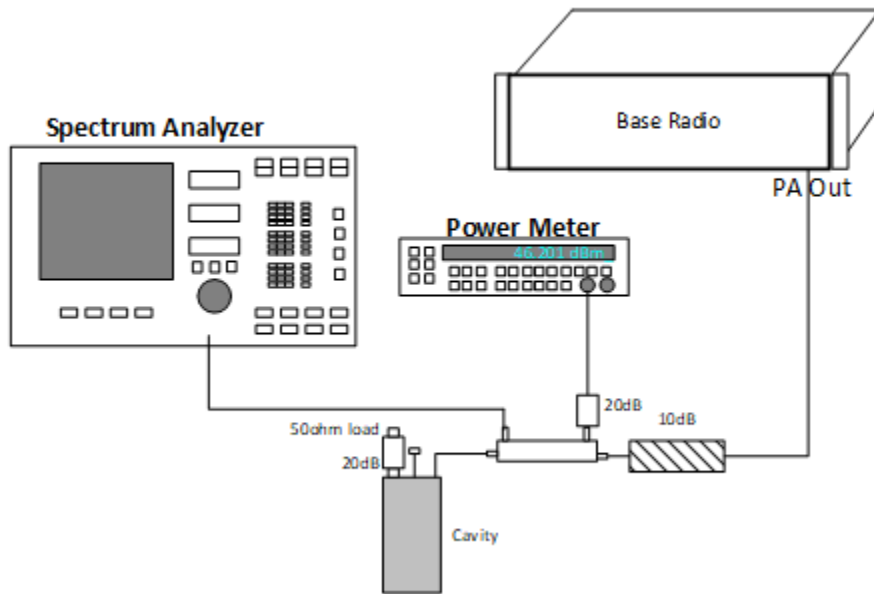 Base Radio
Spectrum Analyzer
PA Out
Power Meter
46.201 dBm
20dB
10dB
50ohm load
20dB
Cavity